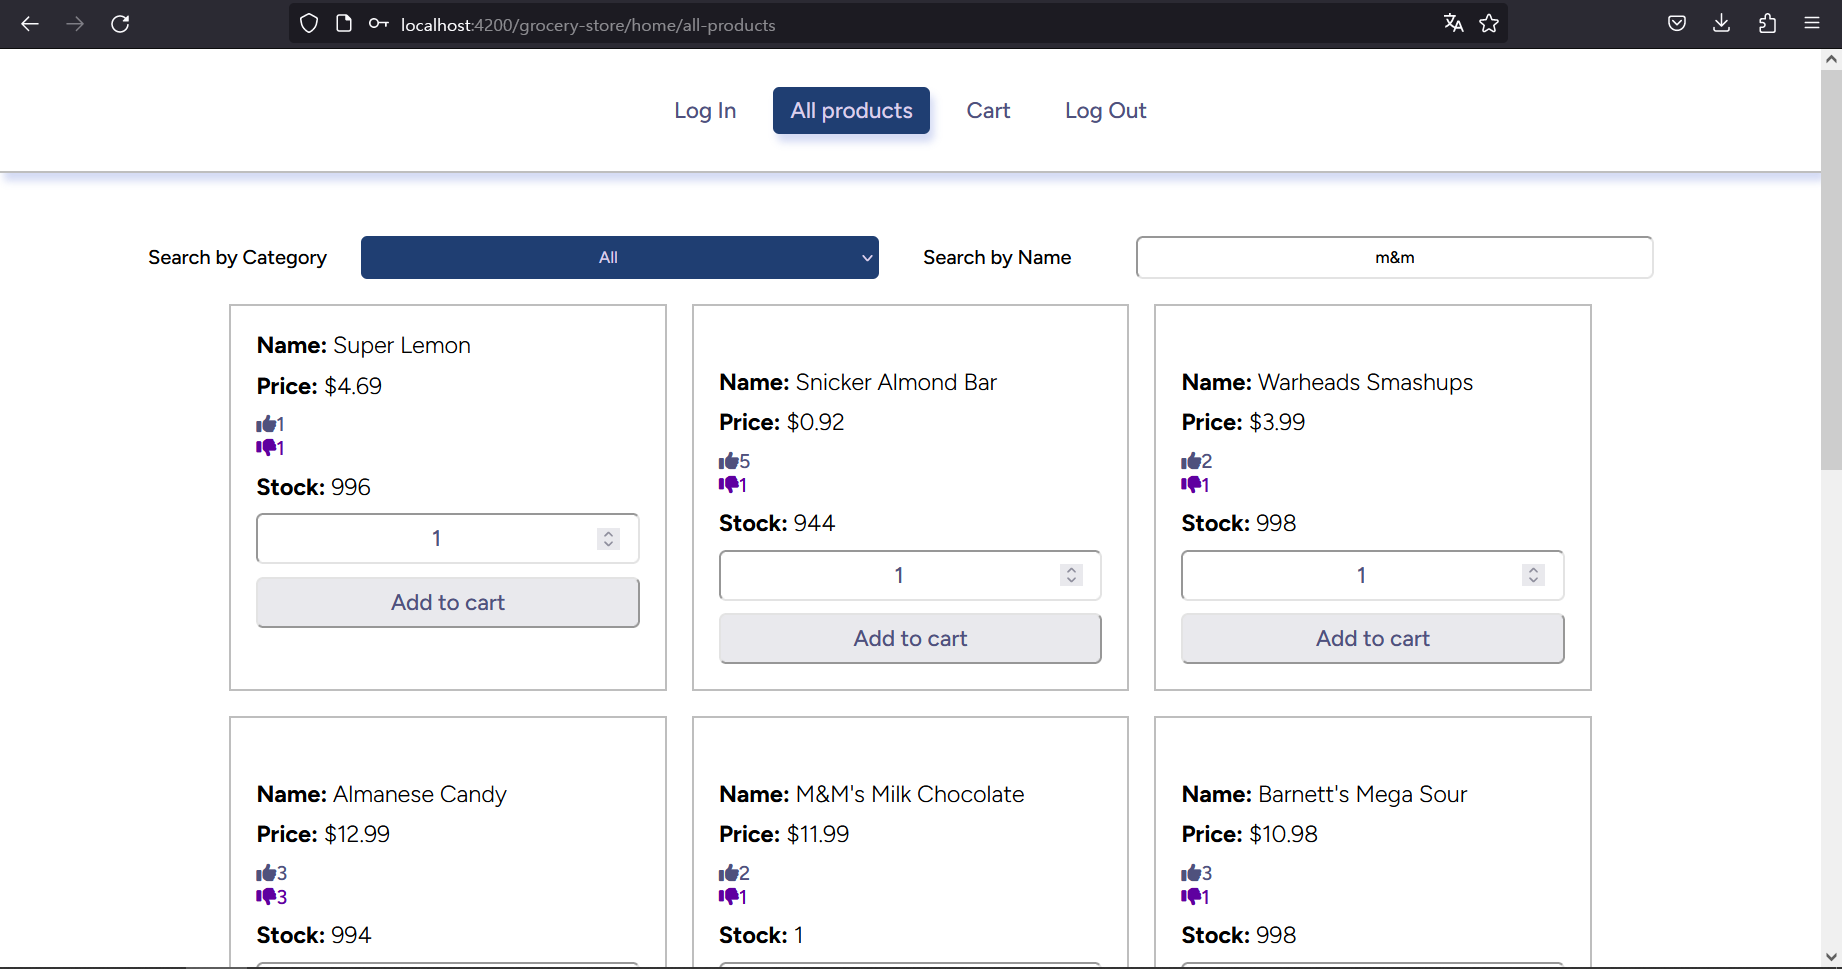 localhost:4200/grocery-store/home/all-products
Log In All products Cart Log Out
Search by Category All Search by Name m&m
Name: Super Lemon
Price: $4.69
1
1
Stock: 996
1
Add to cart
Name: Snicker Almond Bar
Price: $0.92
5
1
Stock: 944
1
Add to cart
Name: Warheads Smashups
Price: $3.99
2
1
Stock: 998
1
Add to cart
Name: Almanese Candy
Price: $12.99
3
3
Stock: 994
Name: M&M's Milk Chocolate
Price: $11.99
2
1
Stock: 1
Name: Barnett's Mega Sour
Price: $10.98
3
1
Stock: 998